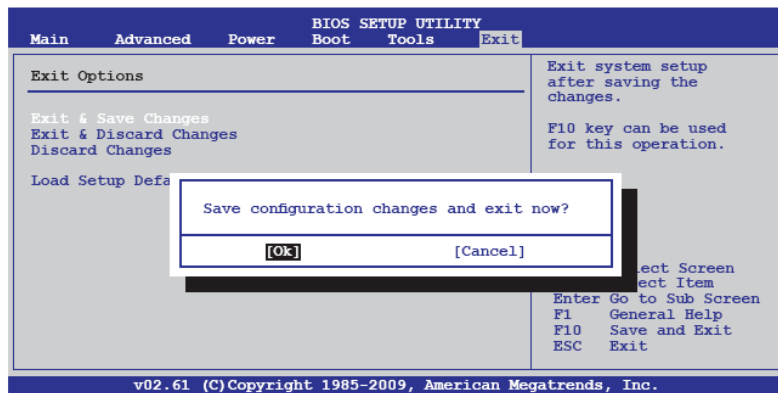 BIOS SETUP UTILITY
Main Advanced Power Boot Tools Exit
Exit Options
Exit & Save Changes
Exit & Discard Changes
Discard Changes
Load Setup Defa
Save configuration changes and exit now?
[Ok] [Cancel]
Exit system setup
after saving the
changes.
F10 key can be used
for this operation.
ect Screen
ect Item
Enter Go to Sub Screen
F1 General Help
F10 Save and Exit
ESC Exit
v02.61 (C)Copyright 1985-2009, American Megatrends, Inc.